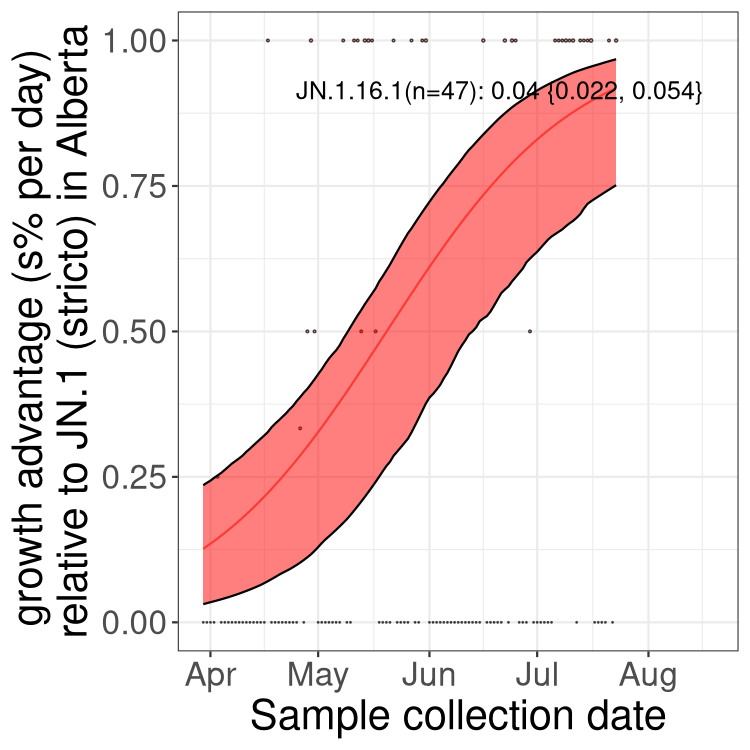 growth advantage (s% per day)
relative to JN.1 (stricto) in Alberta
1.00
0.75
0.50
0.25
0.00
JN.1.16.1(n=47): 0.04 {0.022, 0.054}
Apr May Jun Jul Aug
Sample collection date